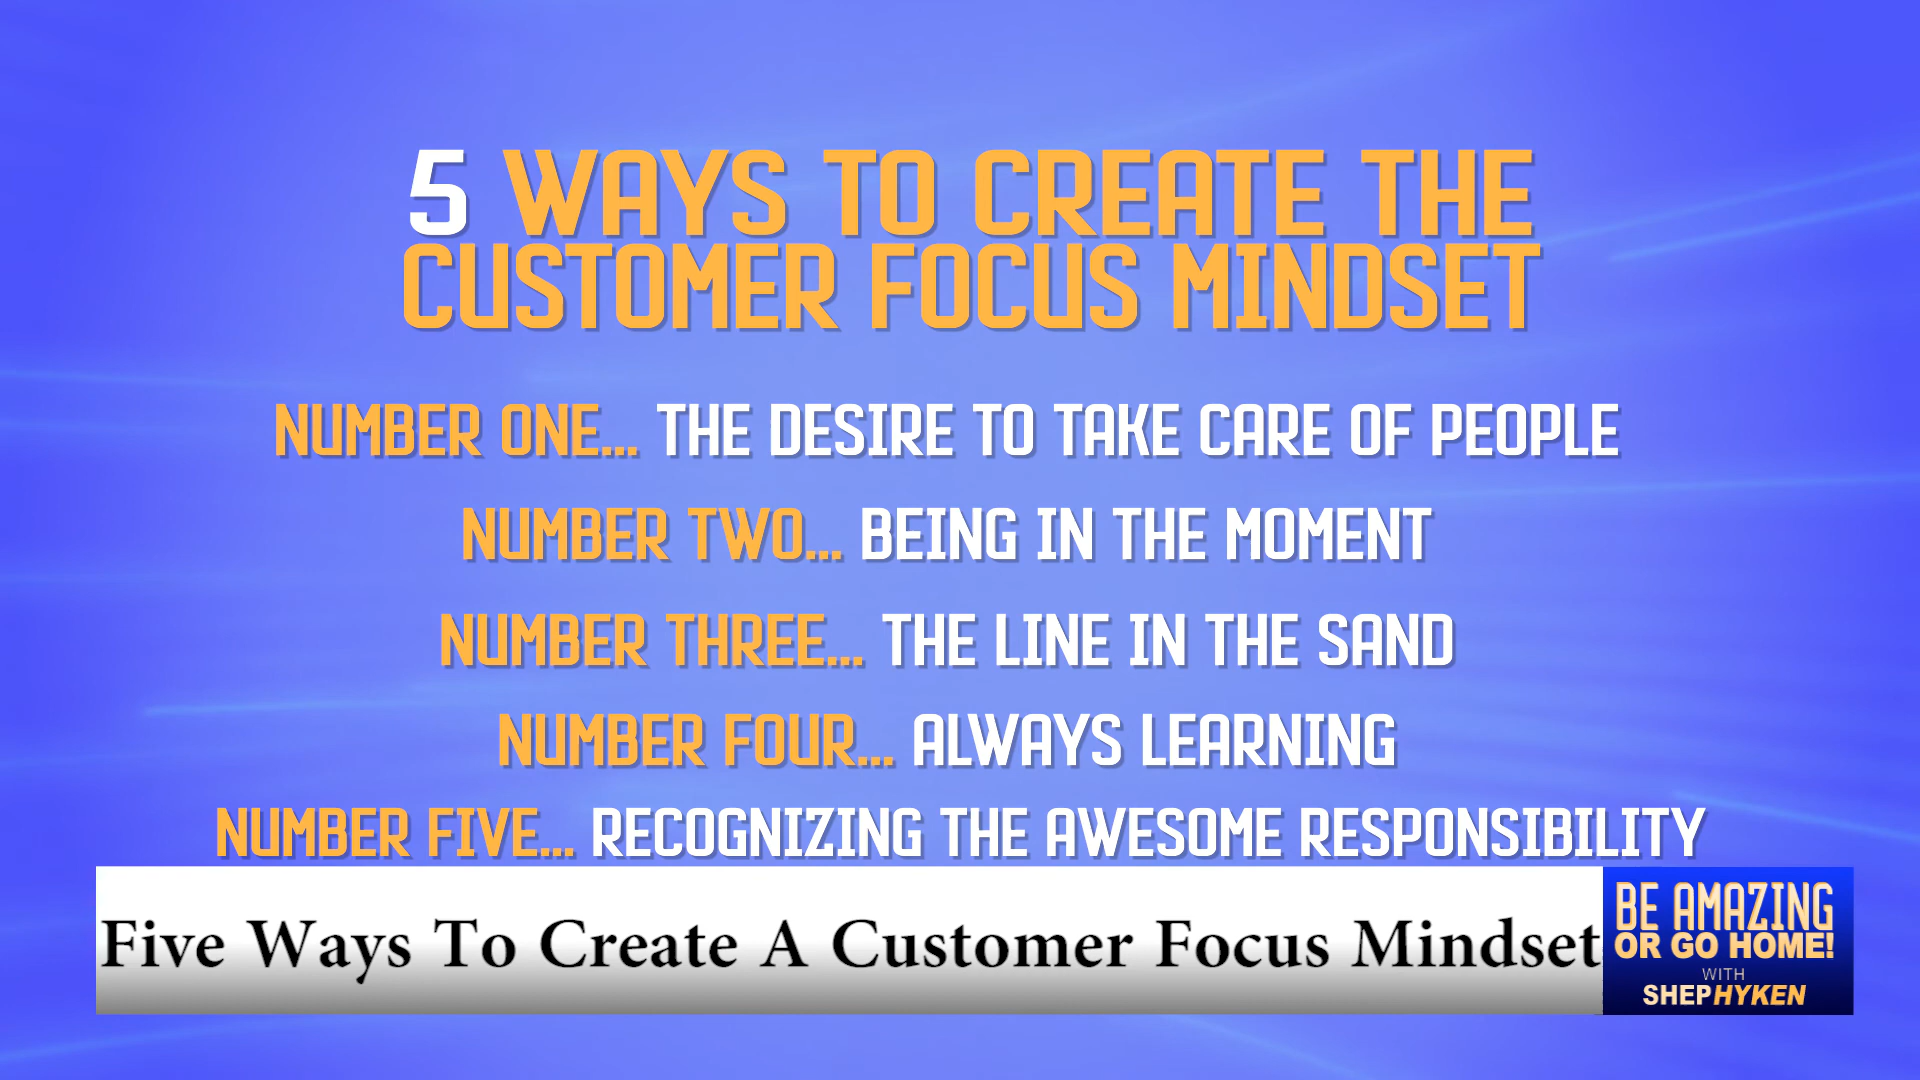 5 WAYS TO CREATE THE
CUSTOMER FOCUS MINDSET
NUMBER ONE... THE DESIRE TO TAKE CARE OF PEOPLE
NUMBER TWO... BEING IN THE MOMENT
NUMBER THREE... THE LINE IN THE SAND
NUMBER FOUR... ALWAYS LEARNING
NUMBER FIVE... RECOGNIZING THE AWESOME RESPONSIBILITY
Five Ways To Create A Customer Focus Mindset
BE AMAZING
OR GO HOME!
WITH
SHEPHYKEN